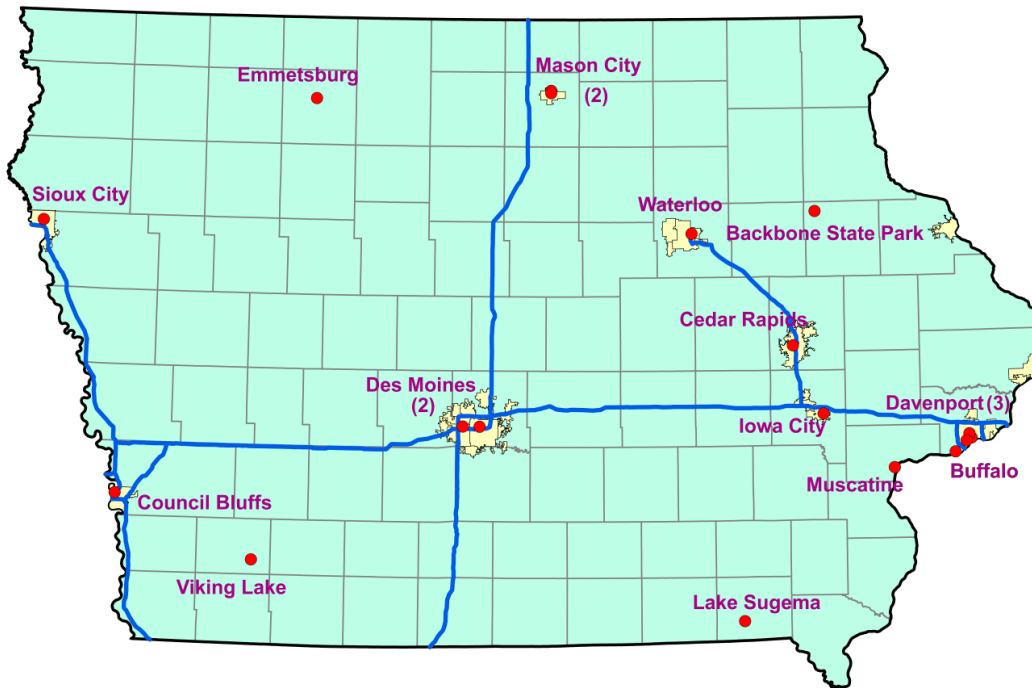 Emmetsburg
Mason City
(2)
Sioux City
Waterloo
Backbone State Park
Cedar Rapids
Des Moines
(2)
Davenport (3)
Iowa City
Muscatine
Buffalo
Council Bluffs
Viking Lake
Lake Sugema